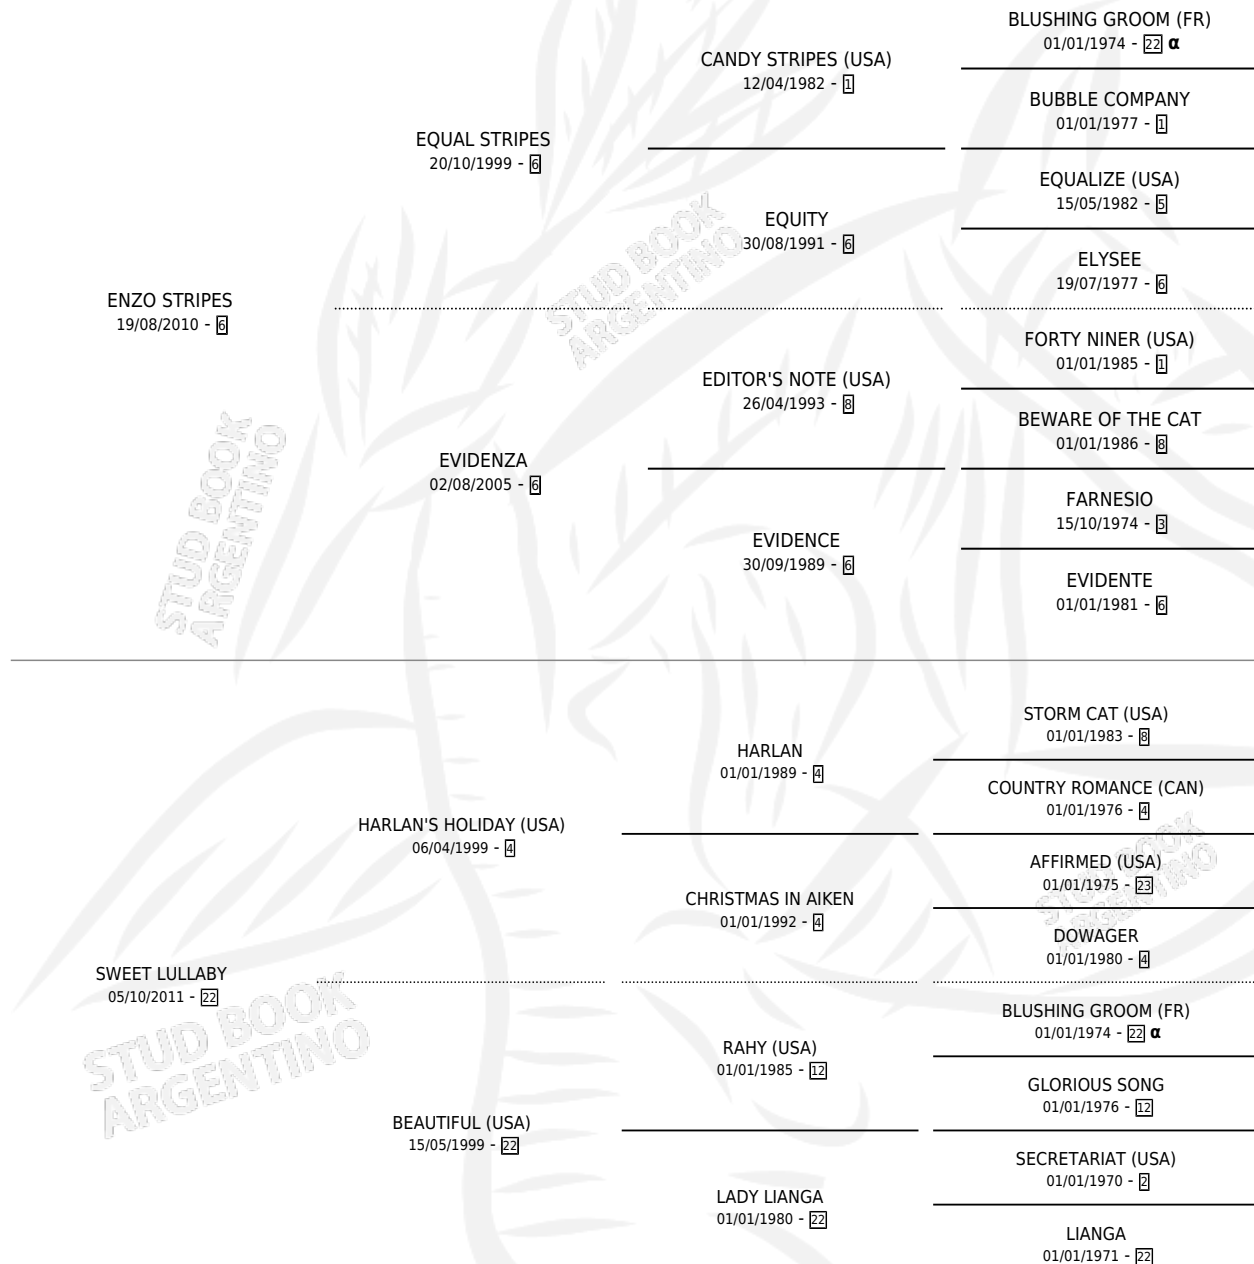 BLUSHING GROOM (FR)
01/01/1974 - 22 α
CANDY STRIPES (USA)
12/04/1982 - 1
BUBBLE COMPANY
01/01/1977 - 1
EQUAL STRIPES
20/10/1999 - 6
EQUALIZE (USA)
15/05/1982 - 5
EQUITY
30/08/1991 - 6
ELYSEE
19/07/1977 - 6
STUD BOOK
ARGENTINO
ENZO STRIPES
19/08/2010 - 6
FORTY NINER (USA)
01/01/1985 - 1
EDITOR'S NOTE (USA)
26/04/1993 - 8
BEWARE OF THE CAT
01/01/1986 - 8
EVIDENZA
02/08/2005 - 6
FARNESIO
15/10/1974 - 3
EVIDENCE
30/09/1989 - 6
EVIDENTE
01/01/1981 - 6
STUD BOOK
ARGENTINO
STORM CAT (USA)
01/01/1983 - 8
HARLAN
01/01/1989 - 4
COUNTRY ROMANCE (CAN)
01/01/1976 - 4
HARLAN'S HOLIDAY (USA)
06/04/1999 - 4
AFFIRMED (USA)
01/01/1975 - 23
CHRISTMAS IN AIKEN
01/01/1992 - 4
DOWAGER
01/01/1980 - 4
STUD BOOK
ARGENTINO
SWEET LULLABY
05/10/2011 - 22
BLUSHING GROOM (FR)
01/01/1974 - 22 α
RAHY (USA)
01/01/1985 - 12
GLORIOUS SONG
01/01/1976 - 12
STUD BOOK
ARGENTINO
BEAUTIFUL (USA)
15/05/1999 - 22
SECRETARIAT (USA)
01/01/1970 - 2
LADY LIANGA
01/01/1980 - 22
LIANGA
01/01/1971 - 22